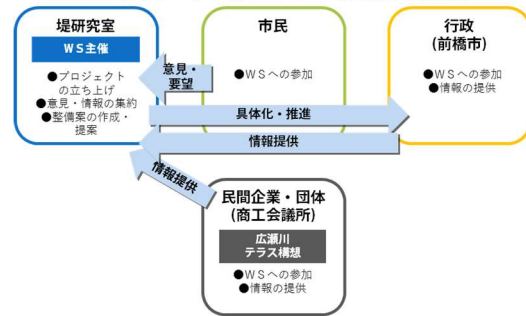 堤研究室
WS主催
●プロジェクト
の立ち上げ
●意見・情報の集約
●整備案の作成・
提案
市民
●WSへの参加
行政
(前橋市)
●WSへの参加
●情報の提供
意見・
要望
具体化・推進
情報提供
情報提供
民間企業・団体
(商工会議所)
広瀬川
テラス構想
●WSへの参加
●情報の提供